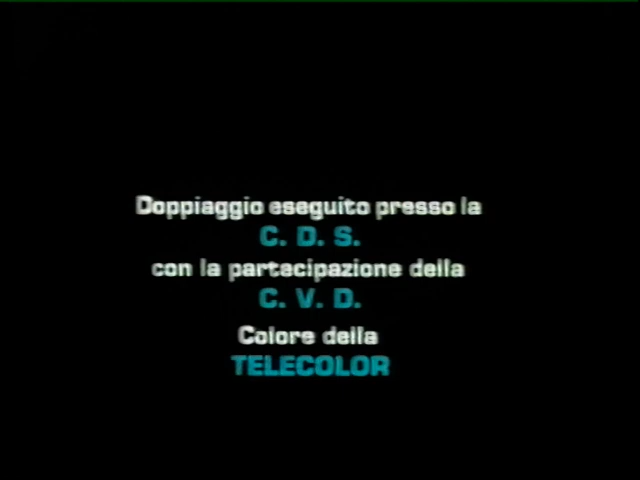 Doppiaggio eseguito presso la
C. D. S.
con la partecipazione della
C. V. D.
Colore della
TELECOLOR